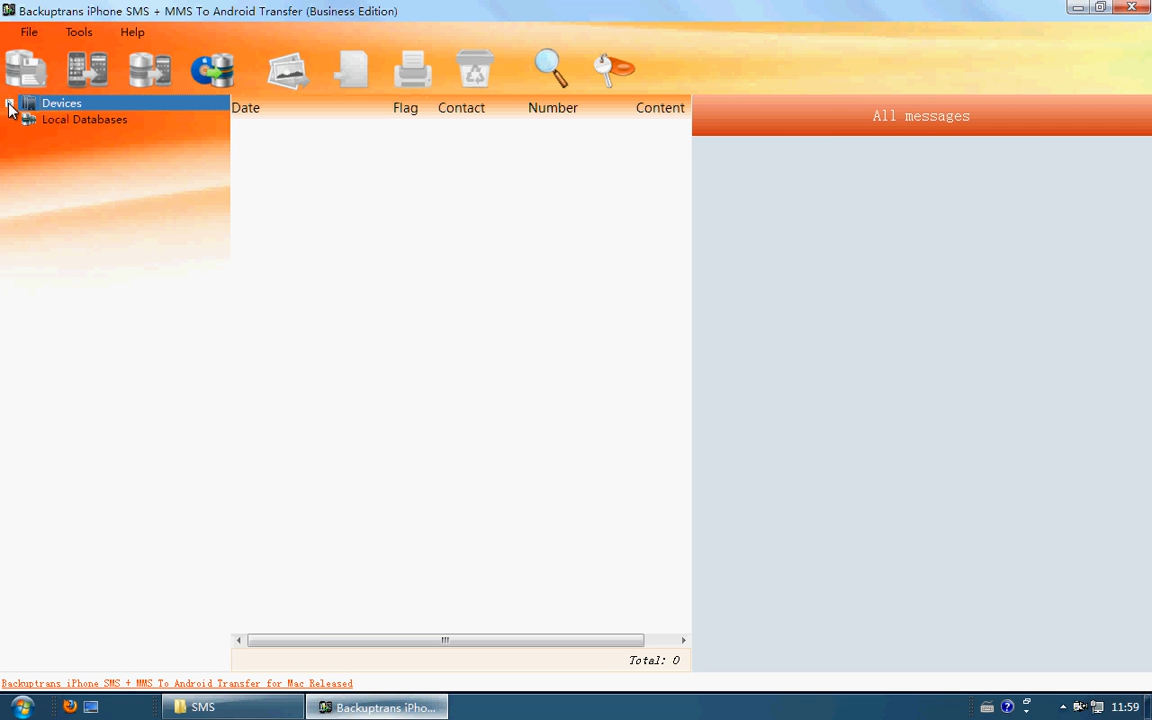 Backuptrans iPhone SMS + MMS To Android Transfer (Business Edition)
File Tools Help
Devices
Local Databases
Date Flag Contact Number Content
All messages
Total: 0
Backuptrans iPhone SMS + MMS To Android Transfer for Mac Released
SMS
Backuptrans iPho...
11:59